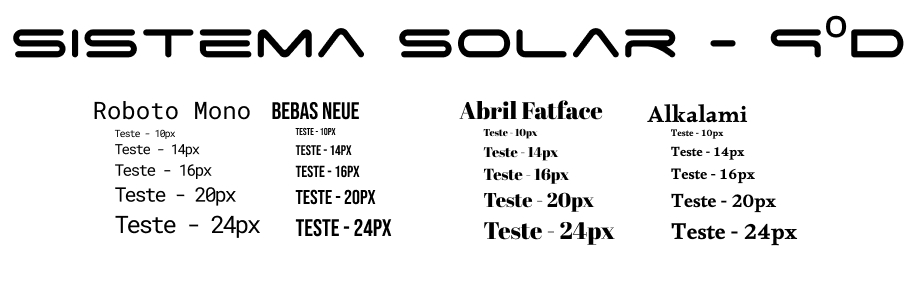 SISTEMA SOLAR - 9ºD
Roboto Mono
Teste - 10px
Teste - 14px
Teste - 16px
Teste - 20px
Teste - 24px
BEBAS NEUE
TESTE - 10PX
TESTE - 14PX
TESTE - 16PX
TESTE - 20PX
TESTE - 24PX
Abril Fatface
Teste - 10px
Teste - 14px
Teste - 16px
Teste - 20px
Teste - 24px
Alkalami
Teste - 10px
Teste - 14px
Teste - 16px
Teste - 20px
Teste - 24px